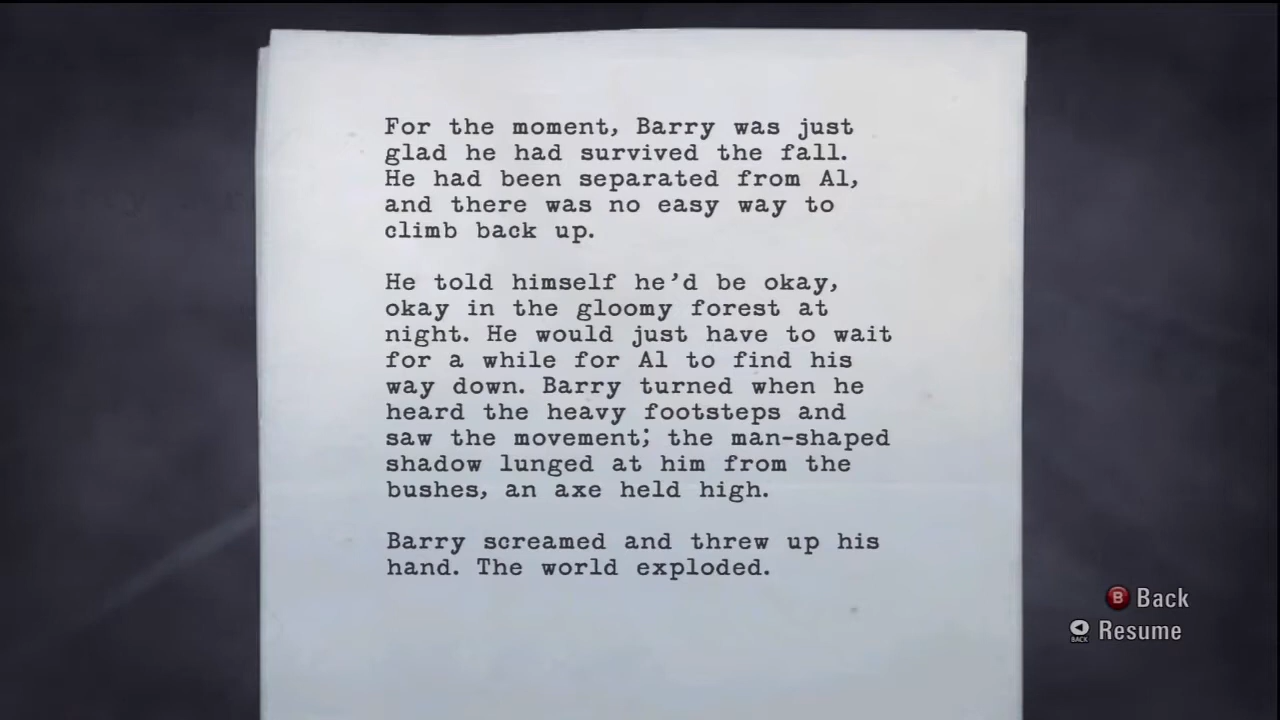 For the moment, Barry was just
glad he had survived the fall.
He had been separated from Al,
and there was no easy way to
climb back up.
He told himself he'd be okay,
okay in the gloomy forest at
night. He would just have to wait
for a while for Al to find his
way down. Barry turned when he
heard the heavy footsteps and
saw the movement; the man-shaped
shadow lunged at him from the
bushes, an axe held high.
Barry screamed and threw up his
hand. The world exploded.
B Back
BACK Resume